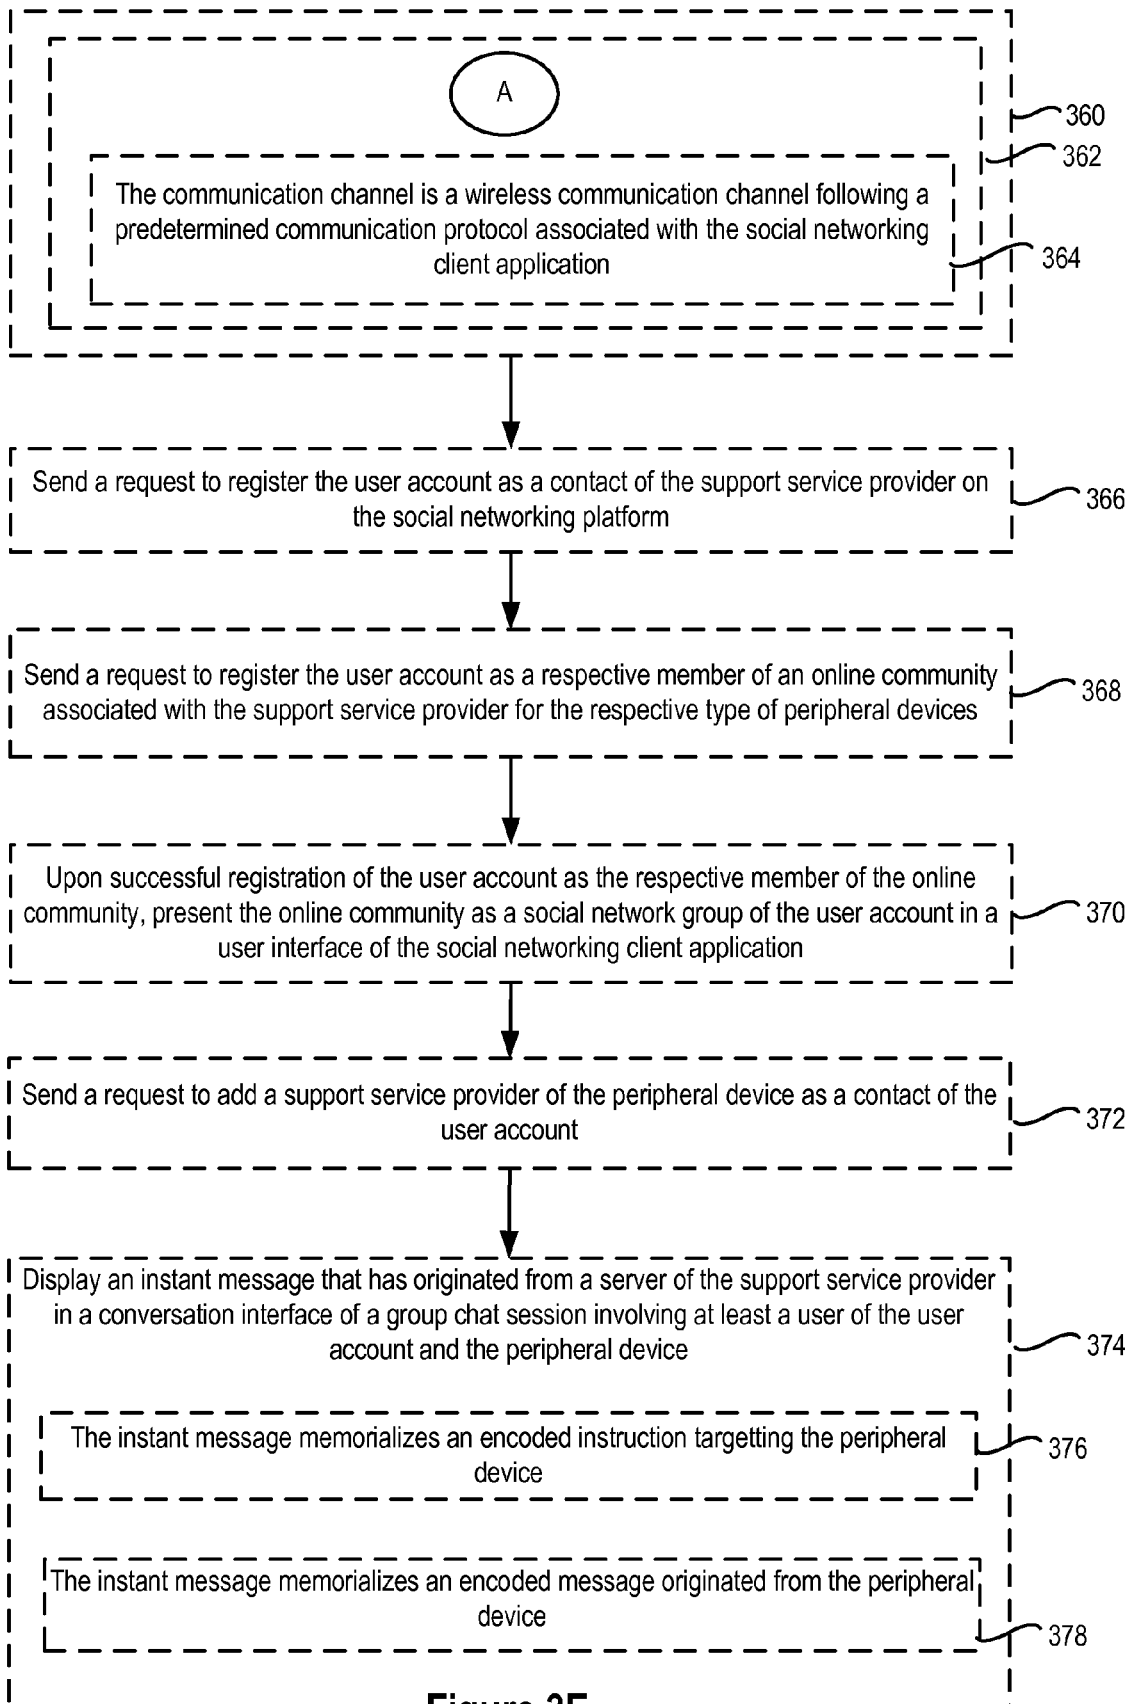 A
360
362
The communication channel is a wireless communication channel following a
predetermined communication protocol associated with the social networking
client application
364
Send a request to register the user account as a contact of the support service provider on
the social networking platform
366
Send a request to register the user account as a respective member of an online community
associated with the support service provider for the respective type of peripheral devices
368
Upon successful registration of the user account as the respective member of the online
community, present the online community as a social network group of the user account in a
user interface of the social networking client application
370
Send a request to add a support service provider of the peripheral device as a contact of the
user account
372
Display an instant message that has originated from a server of the support service provider
in a conversation interface of a group chat session involving at least a user of the user
account and the peripheral device
374
The instant message memorializes an encoded instruction targetting the peripheral
device
376
The instant message memorializes an encoded message originated from the peripheral
device
378
Figure